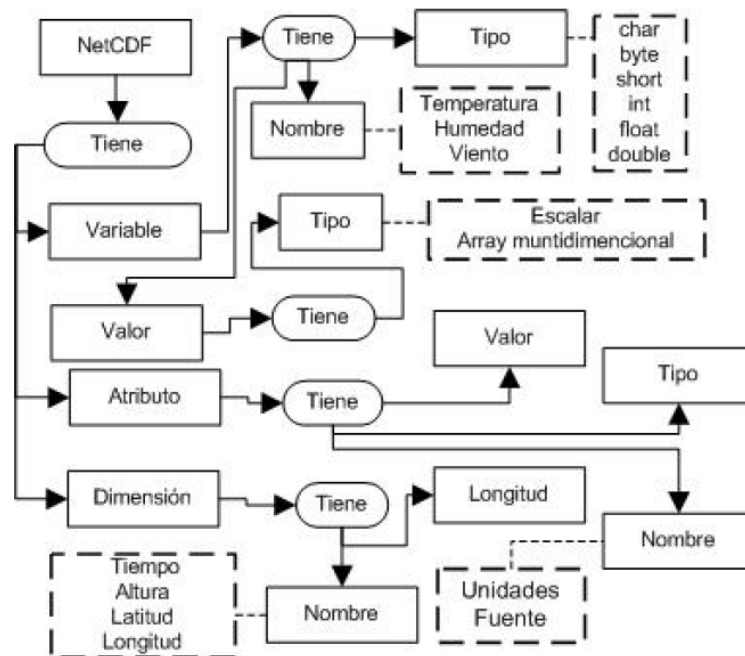 NetCDF
Tiene
Tipo
char
byte
short
int
float
double
Tiene
Nombre
Temperatura
Humedad
Viento
Variable
Tipo
Escalar
Array muntidimencional
Valor
Tiene
Valor
Tipo
Atributo
Tiene
Dimensión
Tiene
Longitud
Nombre
Tiempo
Altura
Latitud
Longitud
Nombre
Unidades
Fuente